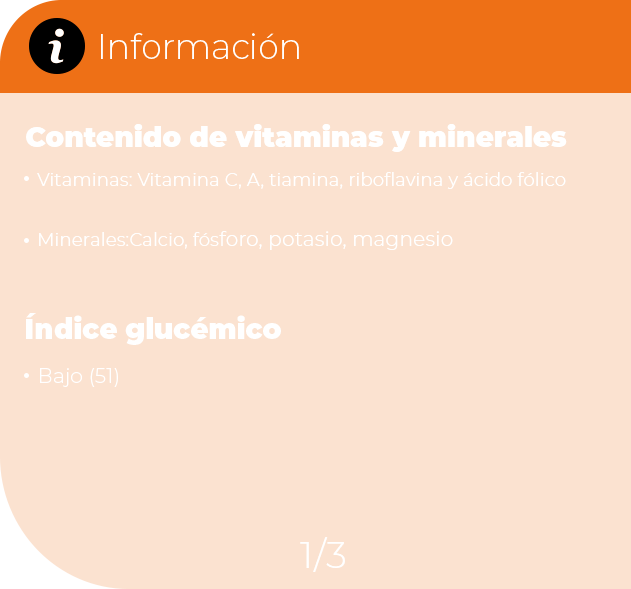 i Información
Contenido de vitaminas y minerales
• Vitaminas: Vitamina C, A, tiamina, riboflavina y ácido fólico
• Minerales:Calcio, fósforo, potasio, magnesio
Índice glucémico
• Bajo (51)
1/3